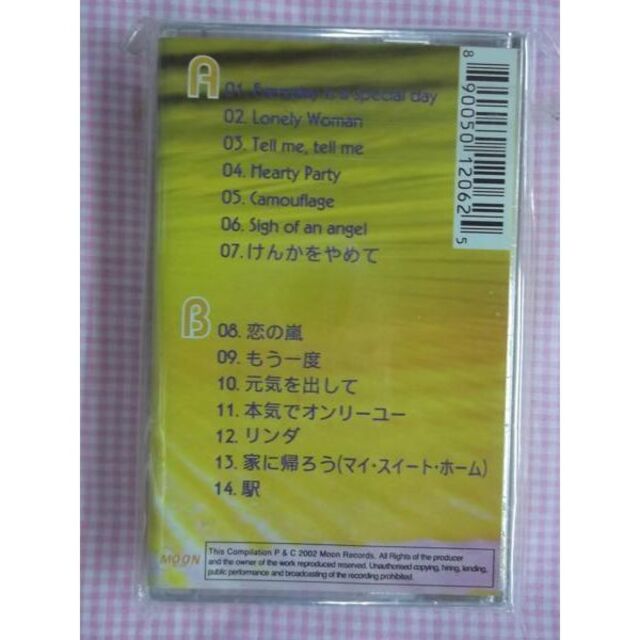 A
01. Everyday is a special day
02. Lonely Woman
03. Tell me, tell me
04. Hearty Party
05. Camouflage
06. Sigh of an angel
07. けんかをやめて
B
08. 恋の嵐
09. もう一度
10. 元気を出して
11. 本気でオンリーユー
12. リンダ
13. 家に帰ろう(マイ・スイート・ホーム)
14. 駅
8 90050 12062 5
MOON
This Compilation P & C 2002 Moon Records. All Rights of the producer
and the owner of the work reproduced reserved. Unauthorised copying, hiring, lending,
public performance and broadcasting of the recording prohibited.